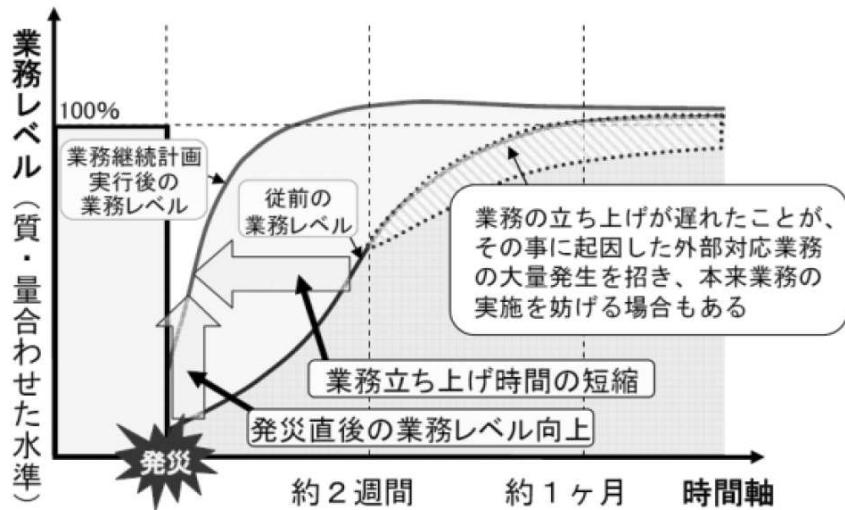 業務レベル（質・量合わせた水準）
100%
業務継続計画
実行後の
業務レベル
従前の
業務レベル
業務の立ち上げが遅れたことが、
その事に起因した外部対応業務
の大量発生を招き、本来業務の
実施を妨げる場合もある
業務立ち上げ時間の短縮
発災直後の業務レベル向上
発災
約２週間
約１ヶ月
時間軸